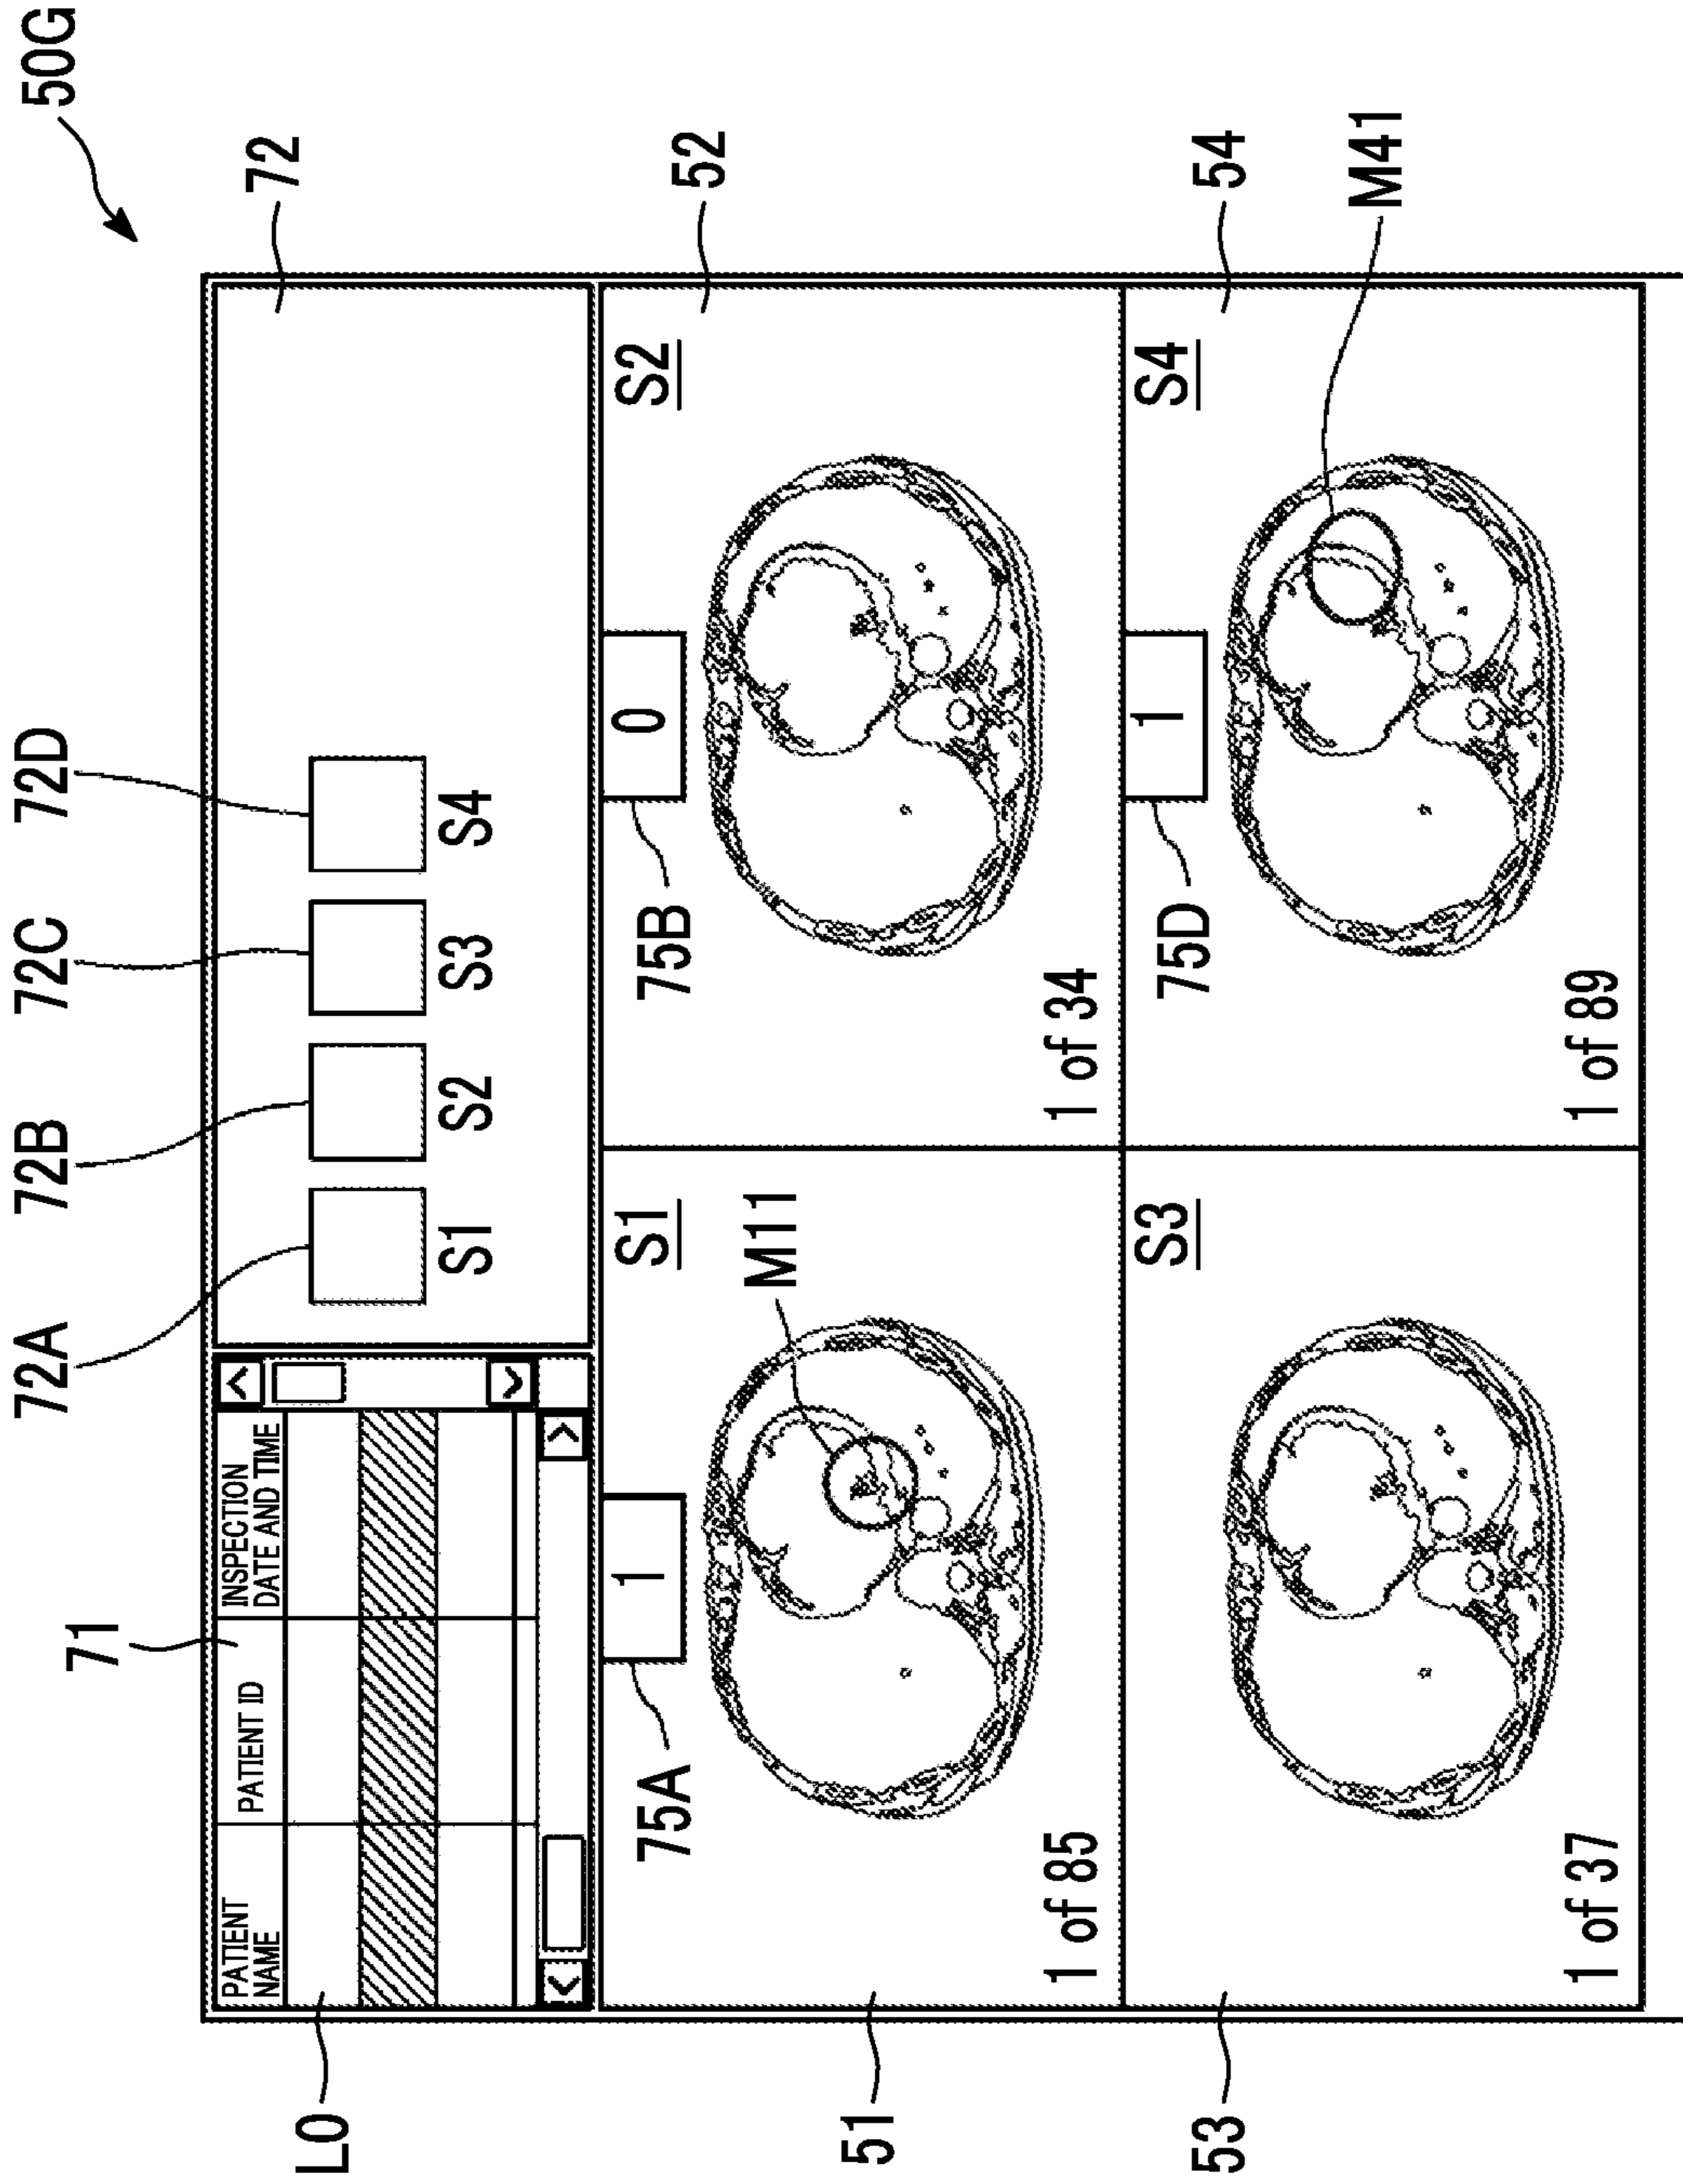 50G
72A 72B 72C 72D
71
72
PATIENT
NAME
PATIENT ID
INSPECTION
DATE AND TIME
L0
S1 S2 S3 S4
75A
1
S1
M11
1 of 85
51
75B
0
S2
1 of 34
52
S3
1 of 37
53
75D
1
S4
1 of 89
54
M41